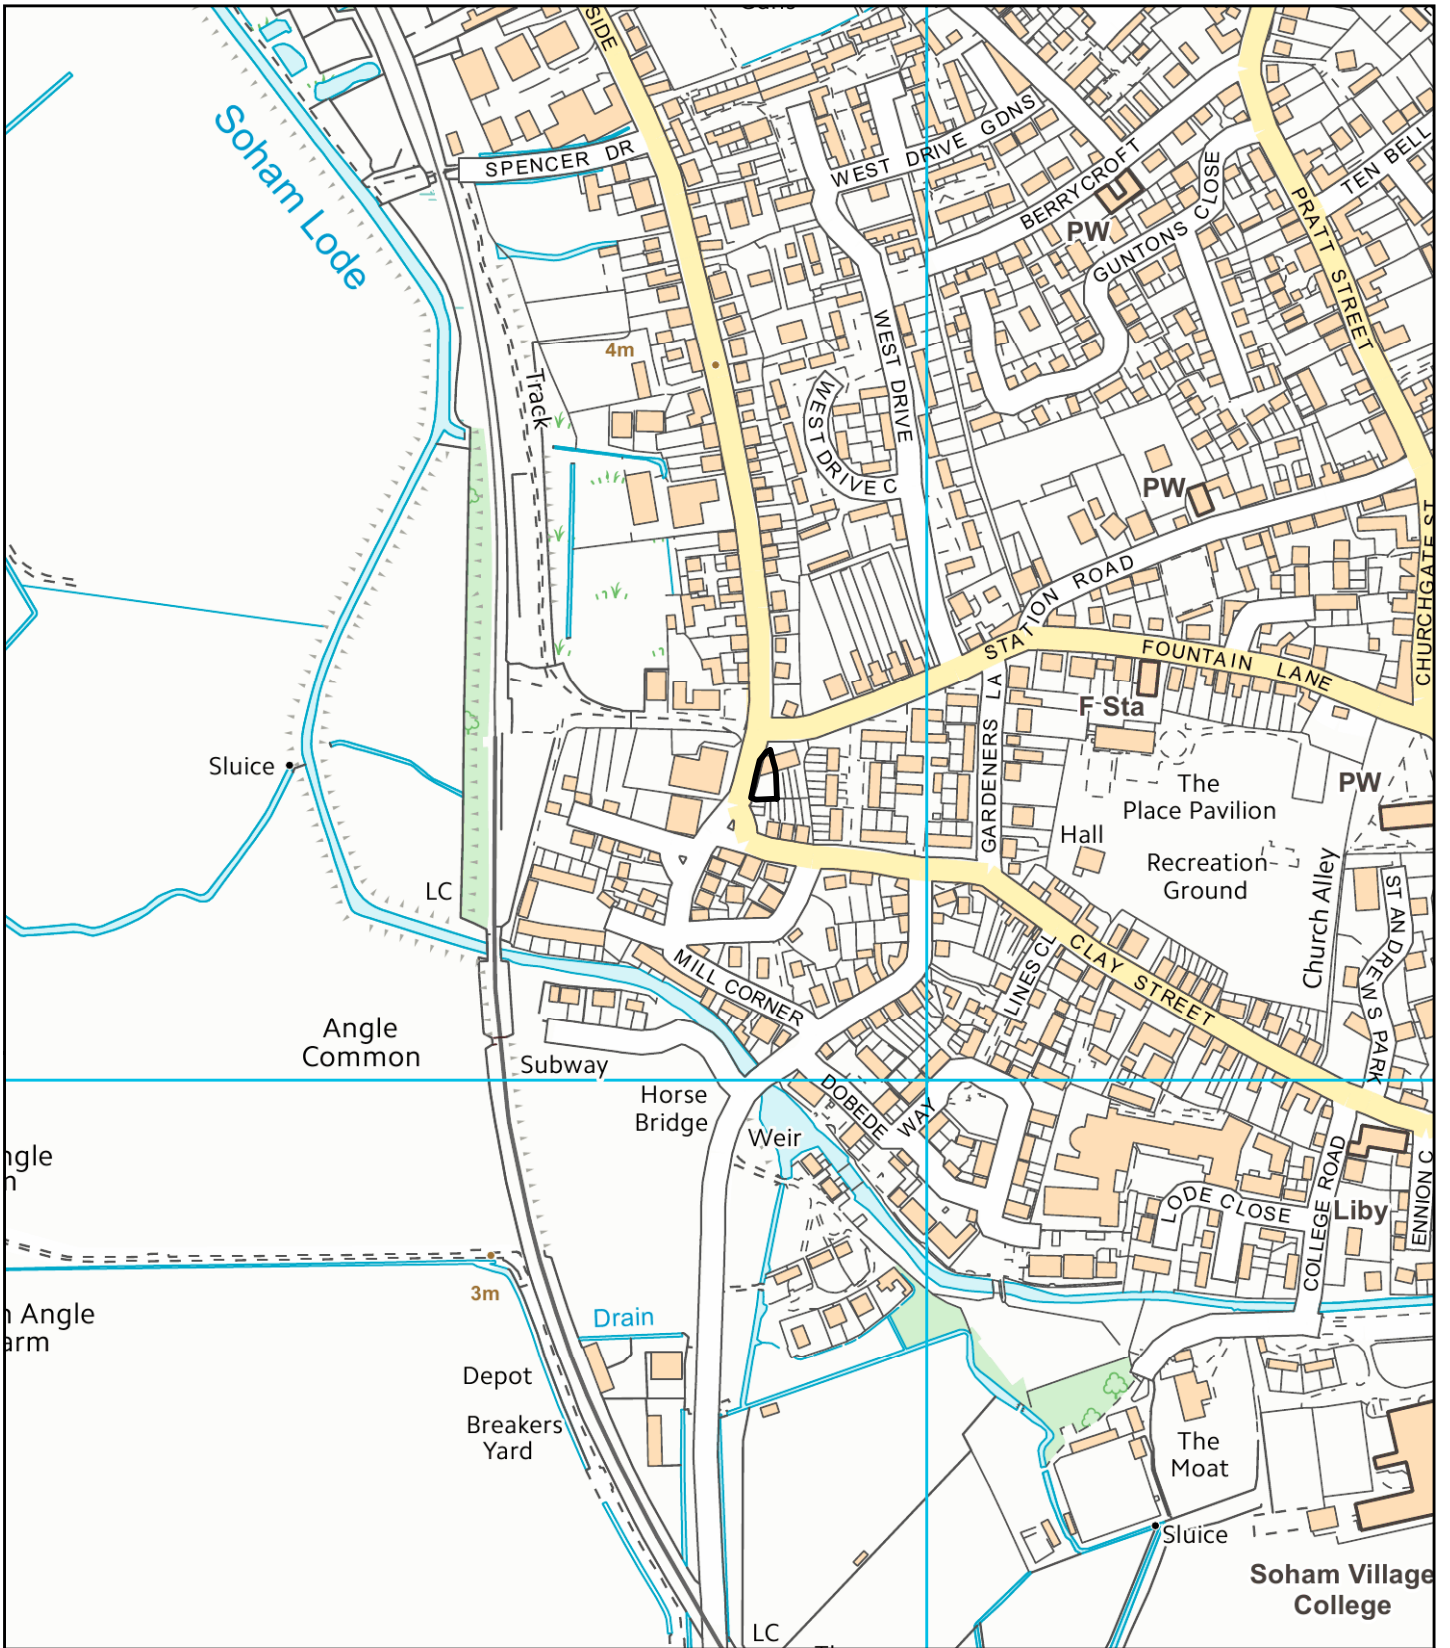 SIDE
Soham Lode
SPENCER DR
WEST DRIVE GDNS
BERRYCROFT
PW
GUNTONS CLOSE
TEN BELL
PRATT STREET
4m
Track
WEST DRIVE
WEST DRIVE C
PW
STATION ROAD
CHURCHGATE ST
FOUNTAIN LANE
F Sta
GARDENERS LA
Sluice
The
Place Pavilion
PW
Hall
Recreation
Ground
Church Alley
ST ANDREWS PARK
LC
MILL CORNER
LINES CL
CLAY STREET
Angle
Common
Subway
Horse
Bridge
DOBEDE WAY
Weir
LODE CLOSE
COLLEGE ROAD
Liby
ENNION C
ngle
3m
n Angle
arm
Drain
Depot
Breakers
Yard
The
Moat
Sluice
Soham Village
College
LC